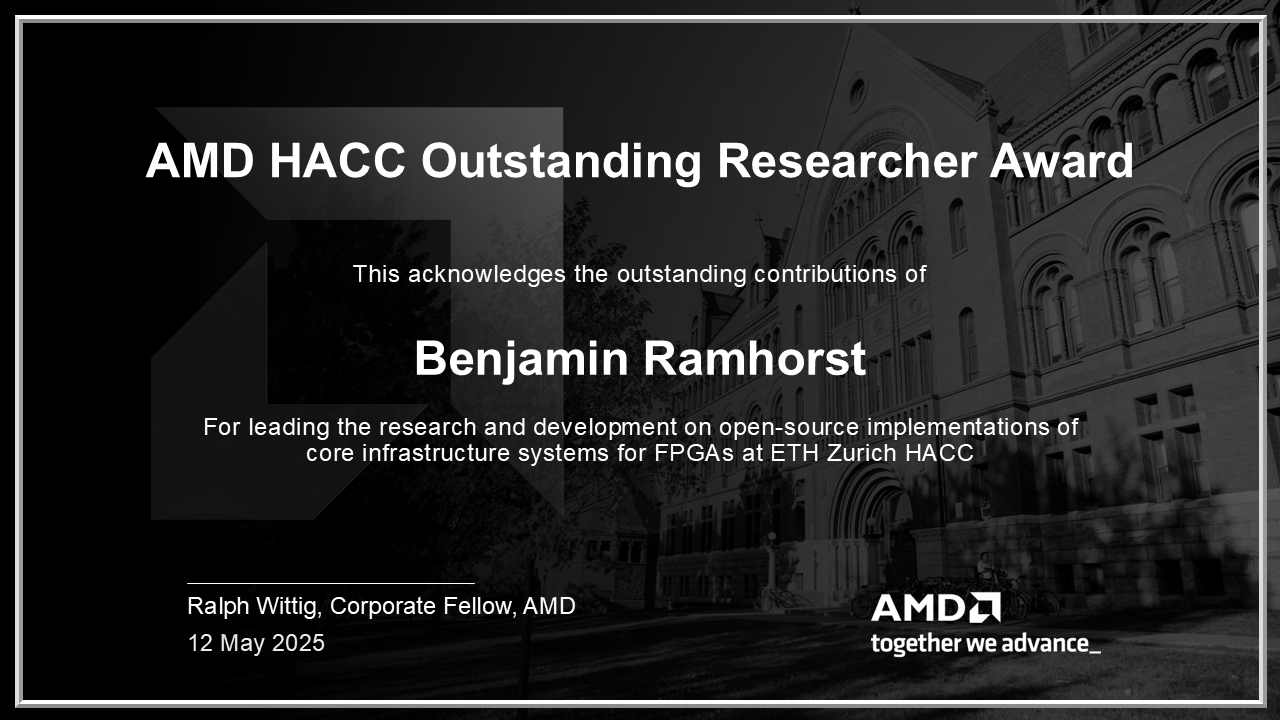 AMD HACC Outstanding Researcher Award
This acknowledges the outstanding contributions of
Benjamin Ramhorst
For leading the research and development on open-source implementations of
core infrastructure systems for FPGAs at ETH Zurich HACC
Ralph Wittig, Corporate Fellow, AMD
12 May 2025
AMD
together we advance_